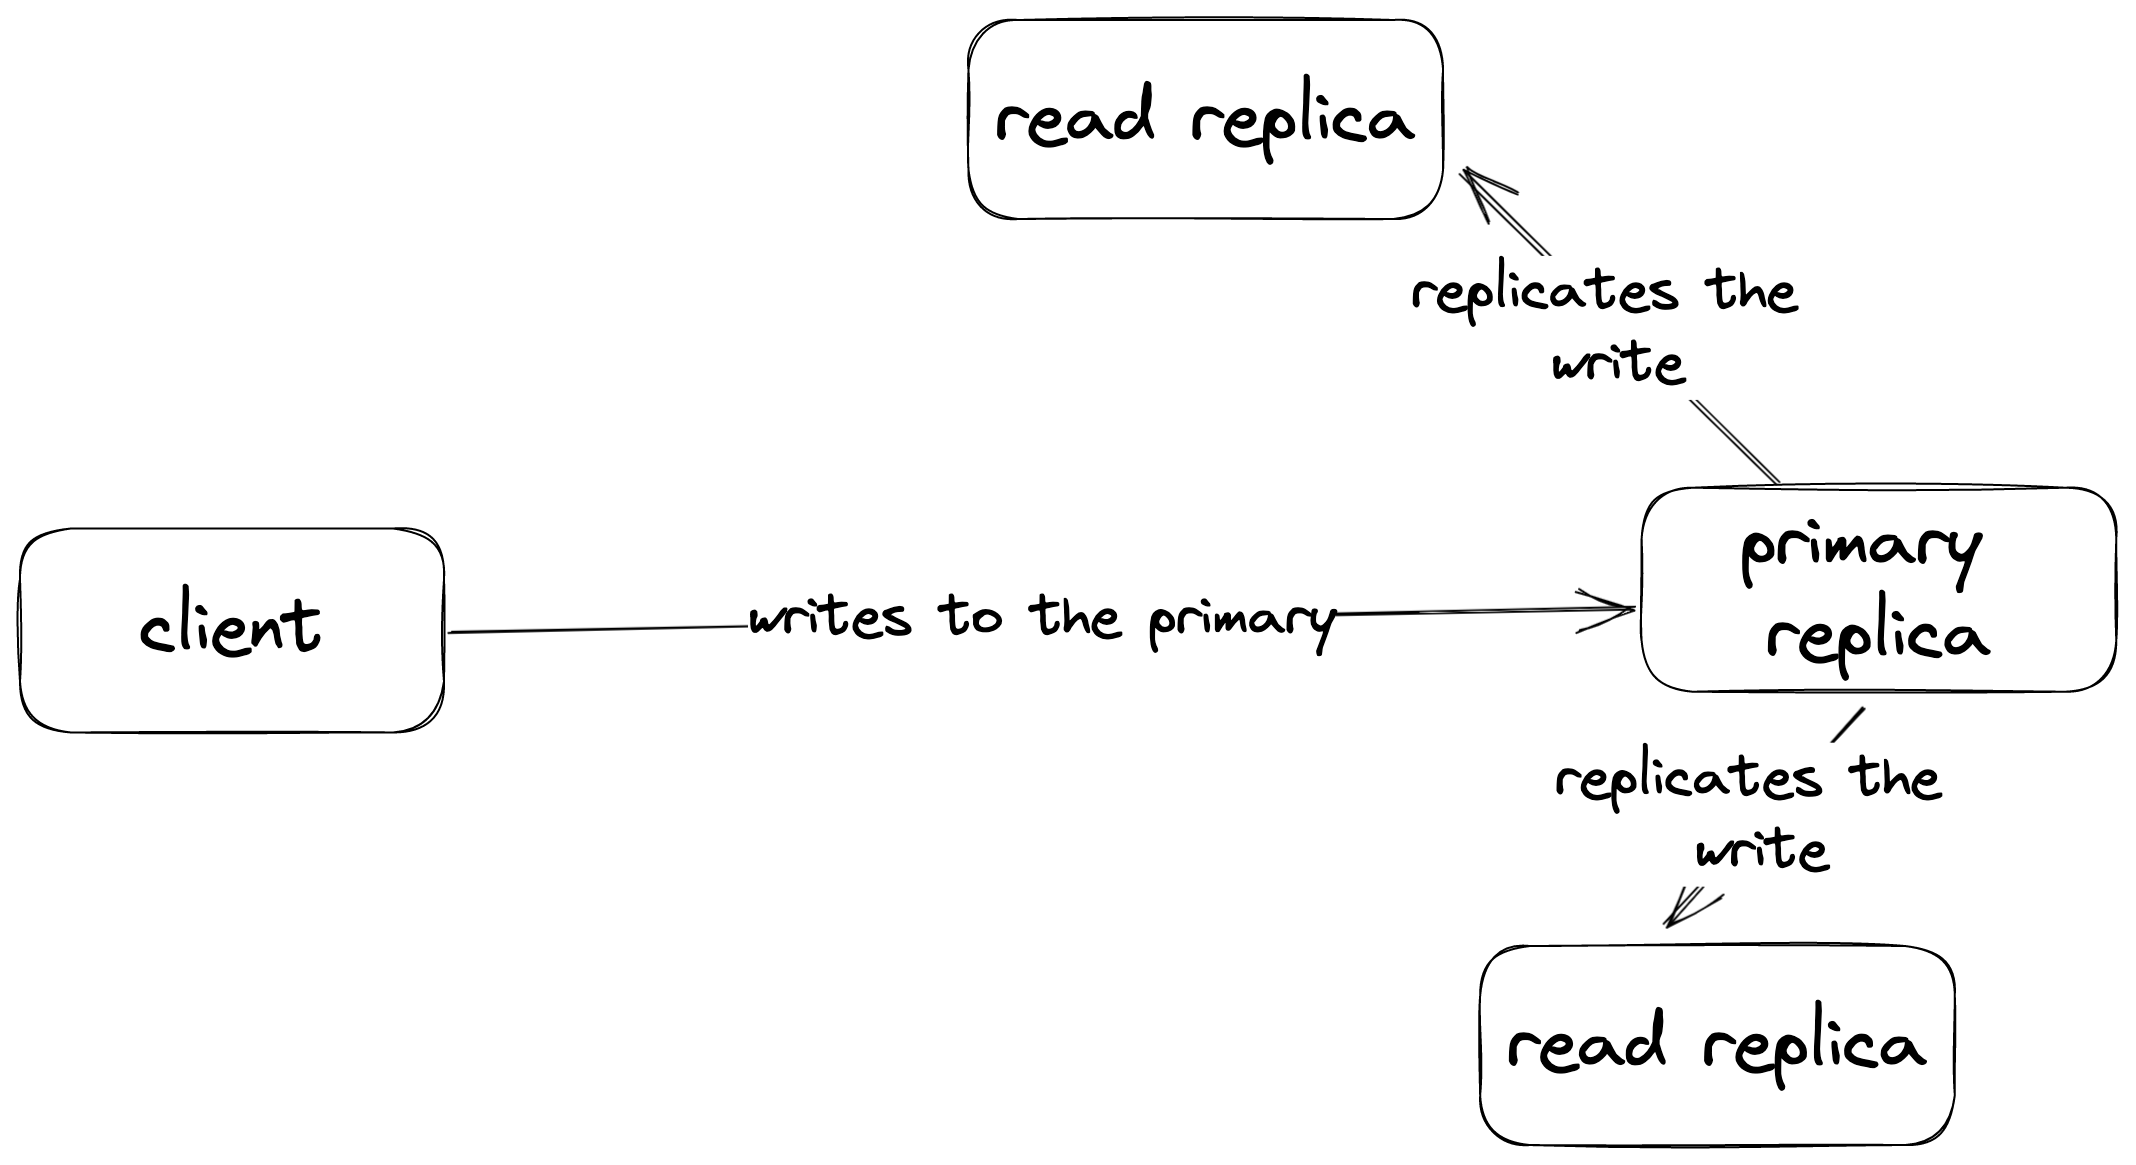 read replica
replicates the
write
client
writes to the primary
primary
replica
replicates the
write
read replica